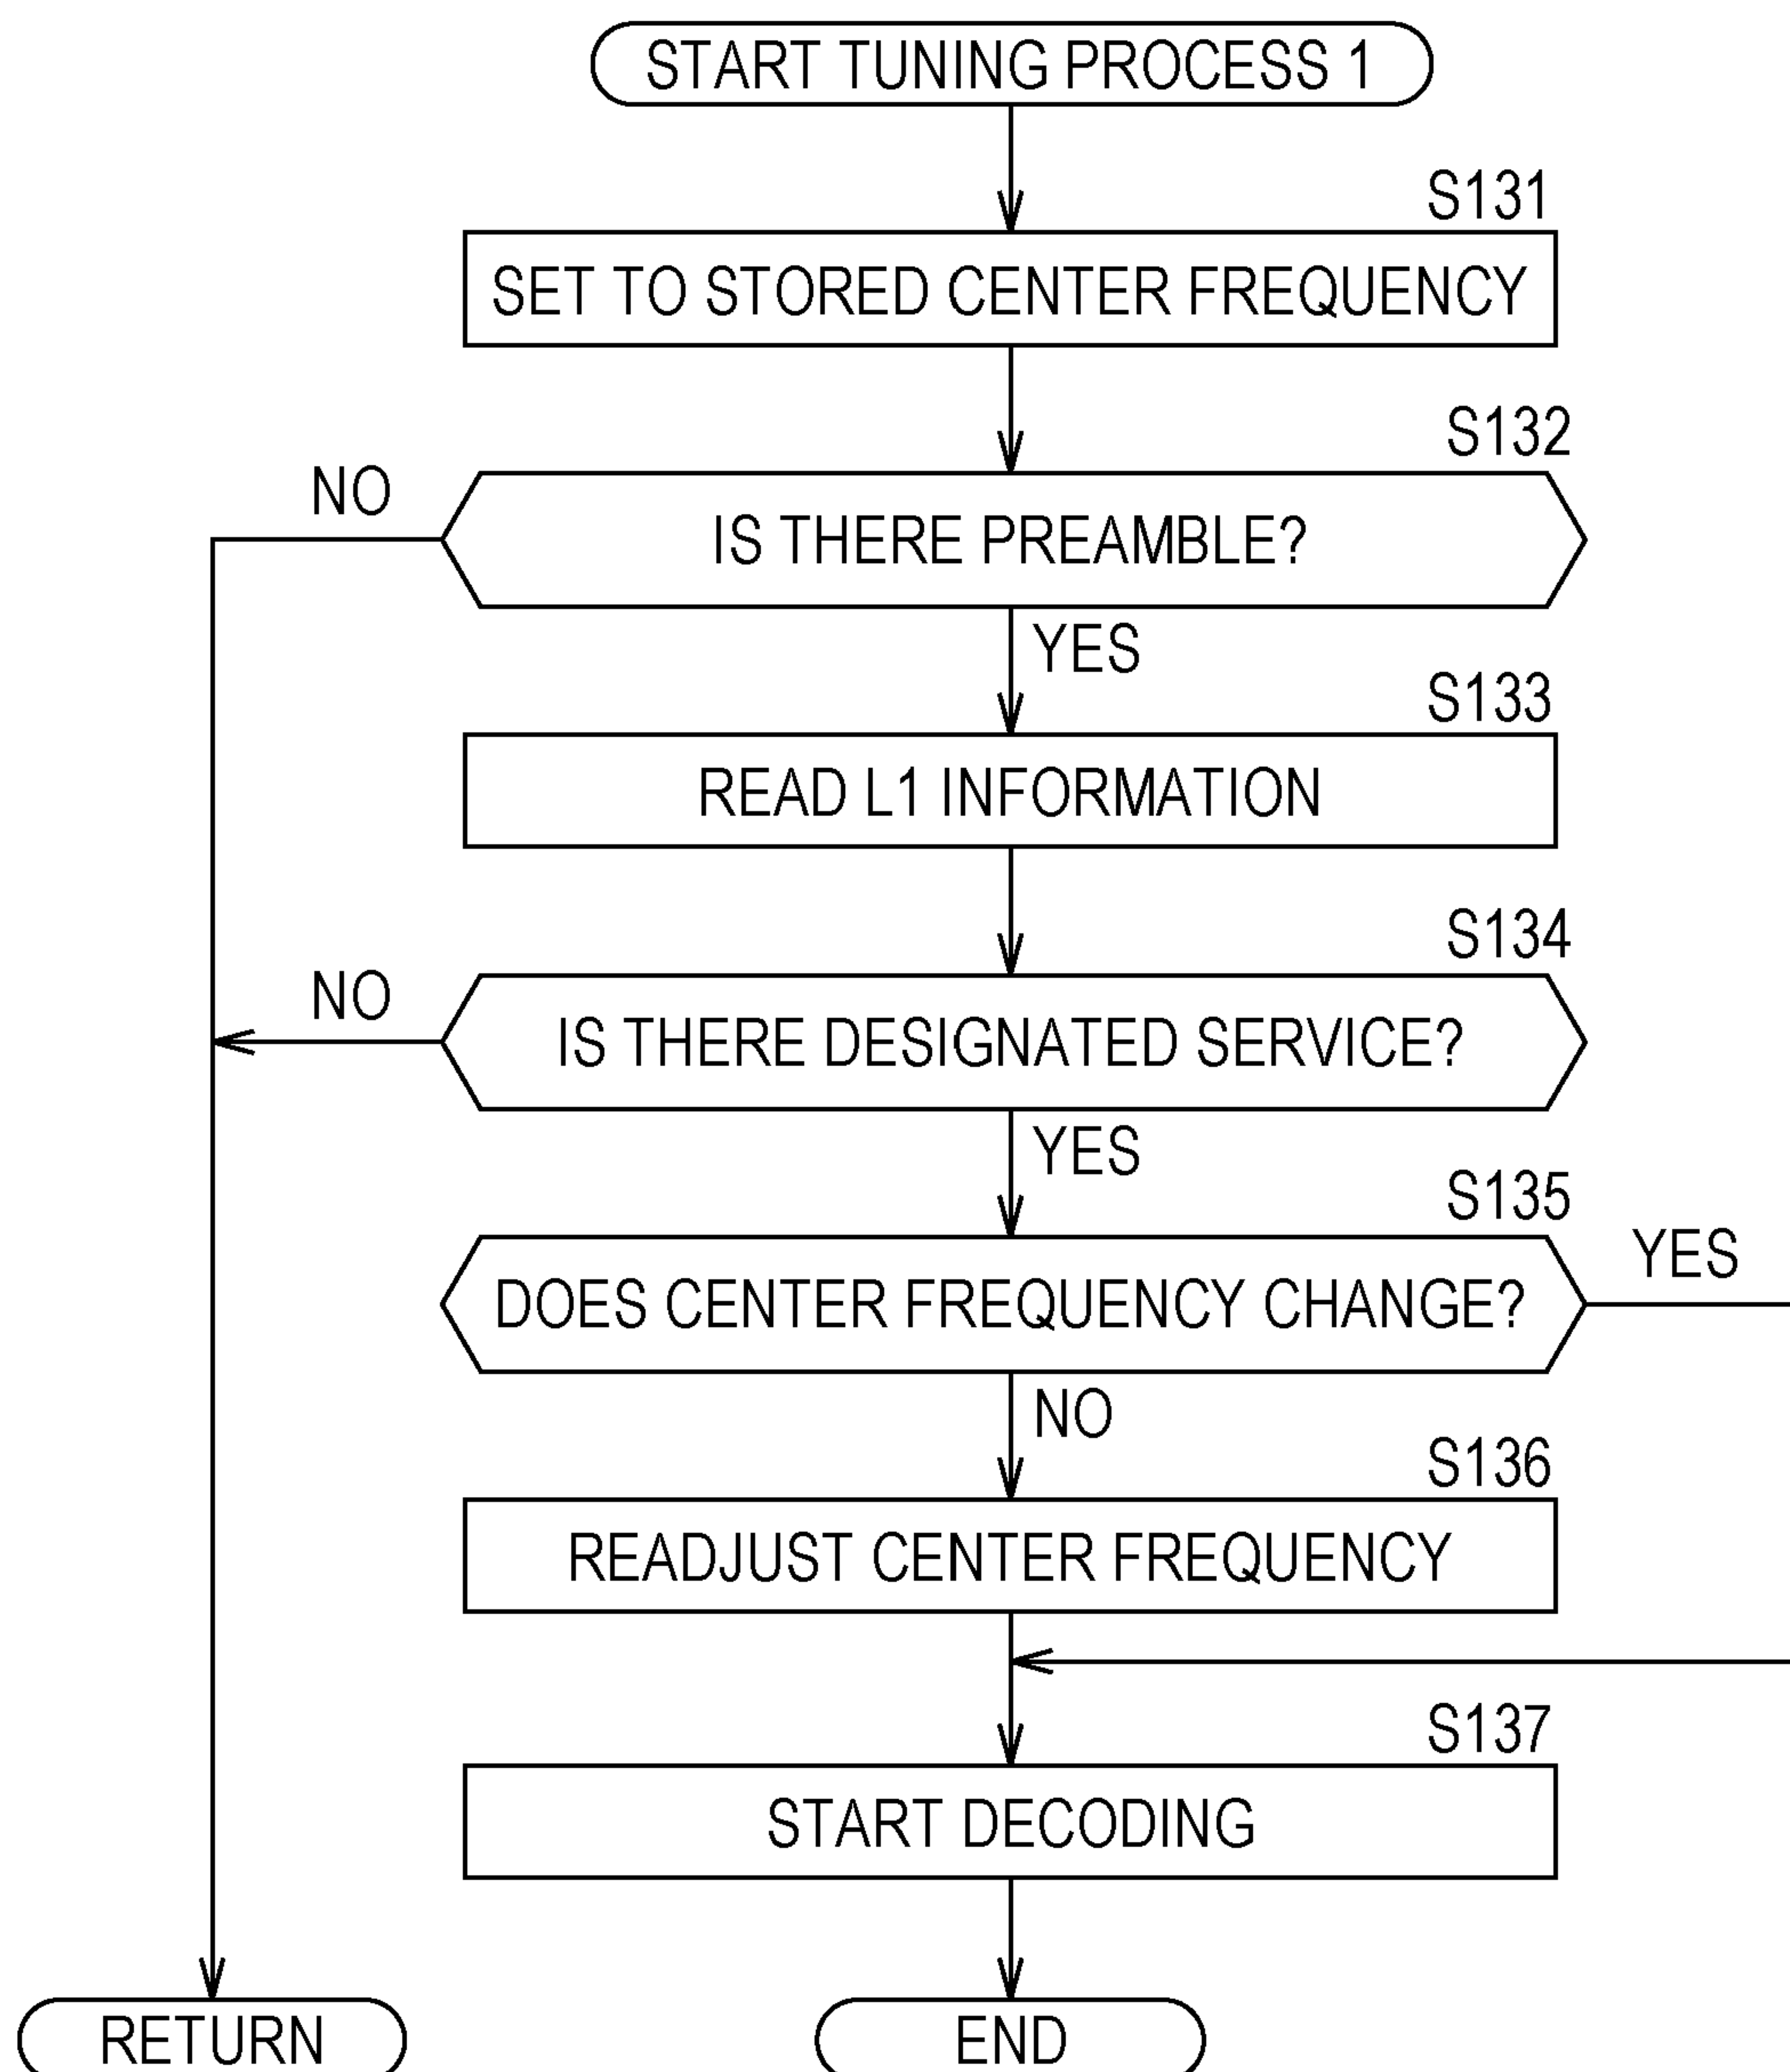 START TUNING PROCESS 1
S131
SET TO STORED CENTER FREQUENCY
S132
NO
IS THERE PREAMBLE?
YES
S133
READ L1 INFORMATION
S134
NO
IS THERE DESIGNATED SERVICE?
YES
S135
YES
DOES CENTER FREQUENCY CHANGE?
NO
S136
READJUST CENTER FREQUENCY
S137
START DECODING
RETURN
END